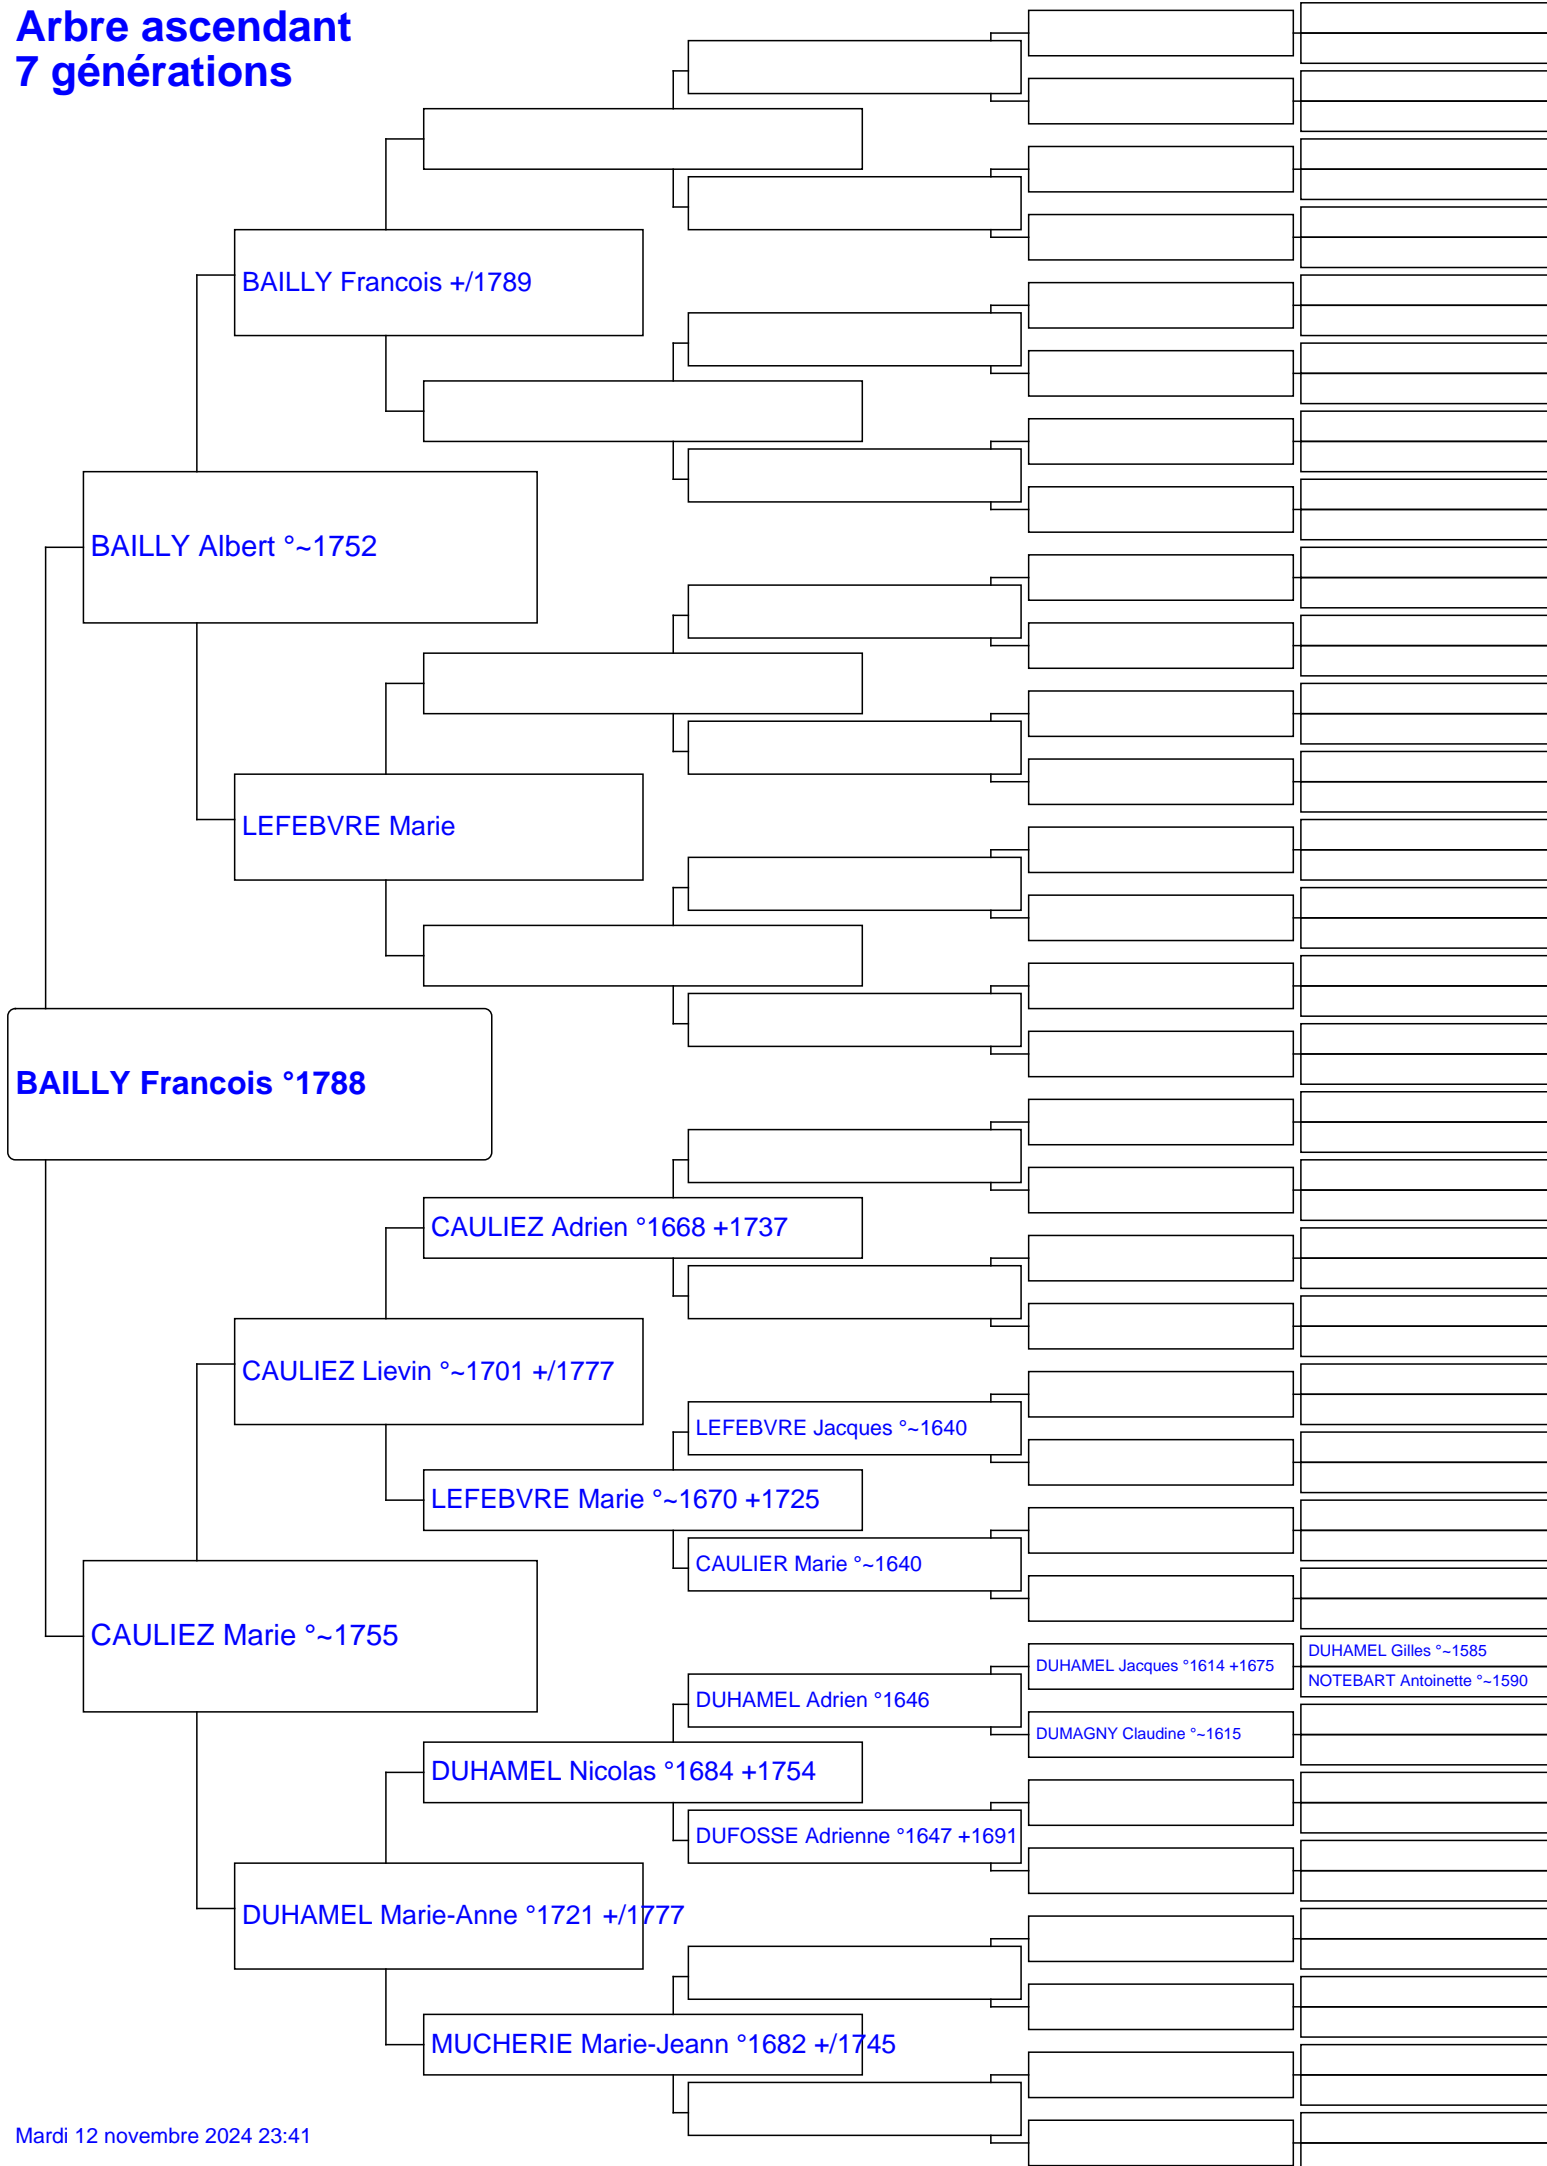 Arbre ascendant
7 générations
BAILLY Francois +/1789
BAILLY Albert °~1752
LEFEBVRE Marie
BAILLY Francois °1788
CAULIEZ Adrien °1668 +1737
CAULIEZ Lievin °~1701 +/1777
LEFEBVRE Jacques °~1640
LEFEBVRE Marie °~1670 +1725
CAULIER Marie °~1640
CAULIEZ Marie °~1755
DUHAMEL Gilles °~1585
DUHAMEL Jacques °1614 +1675
NOTEBART Antoinette °~1590
DUHAMEL Adrien °1646
DUMAGNY Claudine °~1615
DUHAMEL Nicolas °1684 +1754
DUFOSSE Adrienne °1647 +1691
DUHAMEL Marie-Anne °1721 +/1777
MUCHERIE Marie-Jeann °1682 +/1745
Mardi 12 novembre 2024 23:41